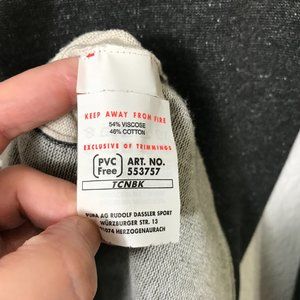 KEEP AWAY FROM FIRE
54% VISCOSE
46% COTTON
EXCLUSIVE OF TRIMMINGS
PVC Free
ART. NO.
553757
TCNBK
PUMA AG RUDOLF DASSLER SPORT
WÜRZBURGER STR. 13
91074 HERZOGENAURACH